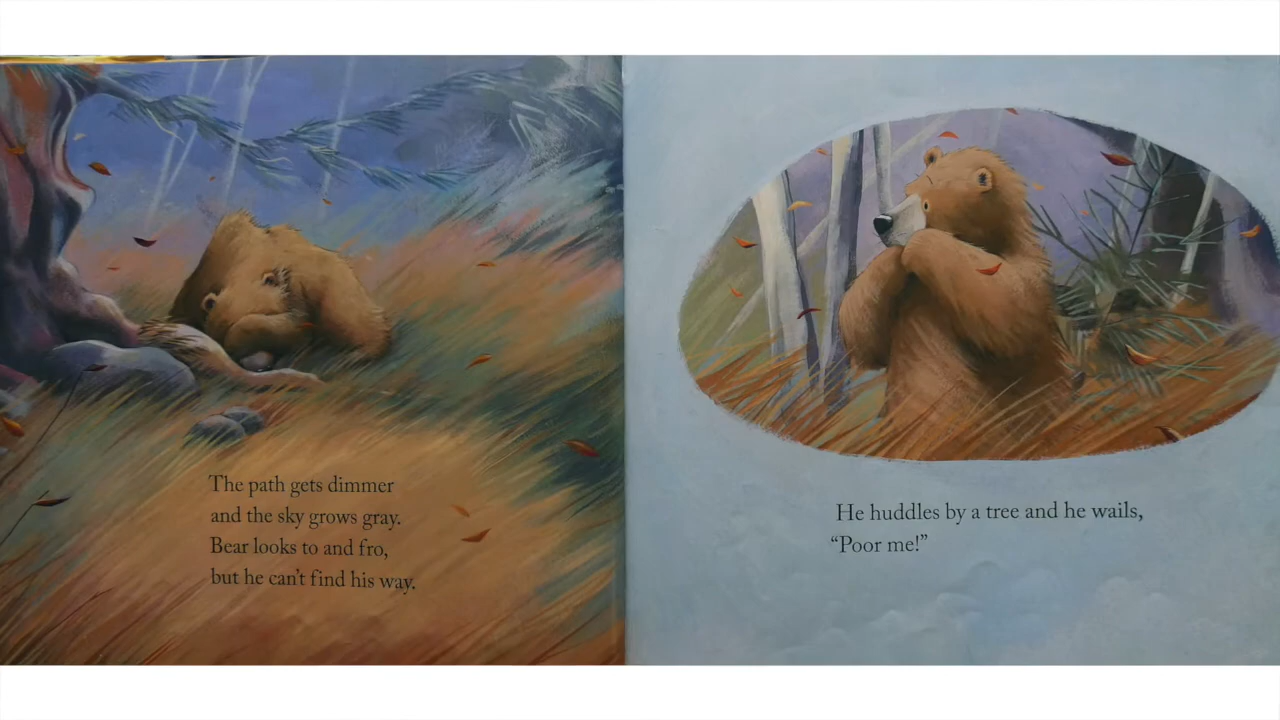 The path gets dimmer
and the sky grows gray.
Bear looks to and fro,
but he can't find his way.
He huddles by a tree and he wails,
“Poor me!”